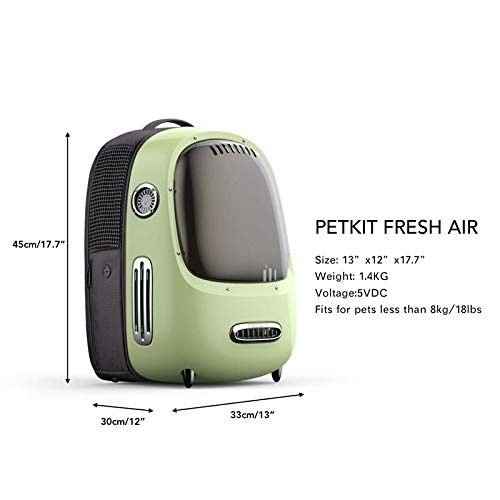 PETKIT FRESH AIR
Size: 13" x12" x17.7"
Weight: 1.4KG
Voltage:5VDC
Fits for pets less than 8kg/18lbs
45cm/17.7"
30cm/12"
33cm/13"